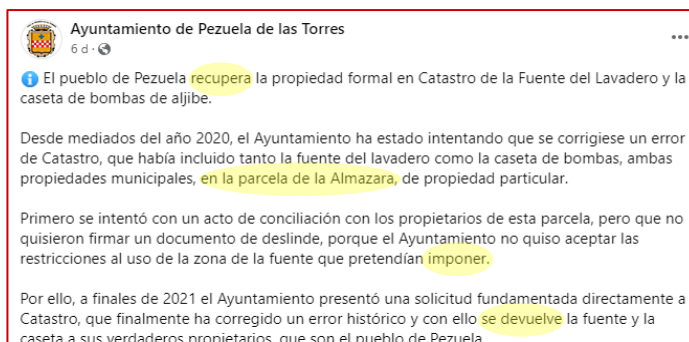 Ayuntamiento de Pezuela de las Torres
6 d ·
El pueblo de Pezuela recupera la propiedad formal en Catastro de la Fuente del Lavadero y la
caseta de bombas de aljibe.
Desde mediados del año 2020, el Ayuntamiento ha estado intentando que se corrigiese un error
de Catastro, que había incluido tanto la fuente del lavadero como la caseta de bombas, ambas
propiedades municipales, en la parcela de la Almazara, de propiedad particular.
Primero se intentó con un acto de conciliación con los propietarios de esta parcela, pero que no
quisieron firmar un documento de deslinde, porque el Ayuntamiento no quiso aceptar las
restricciones al uso de la zona de la fuente que pretendían imponer.
Por ello, a finales de 2021 el Ayuntamiento presentó una solicitud fundamentada directamente a
Catastro, que finalmente ha corregido un error histórico y con ello se devuelve la fuente y la
caseta a sus verdaderos propietarios, que son el pueblo de Pezuela.